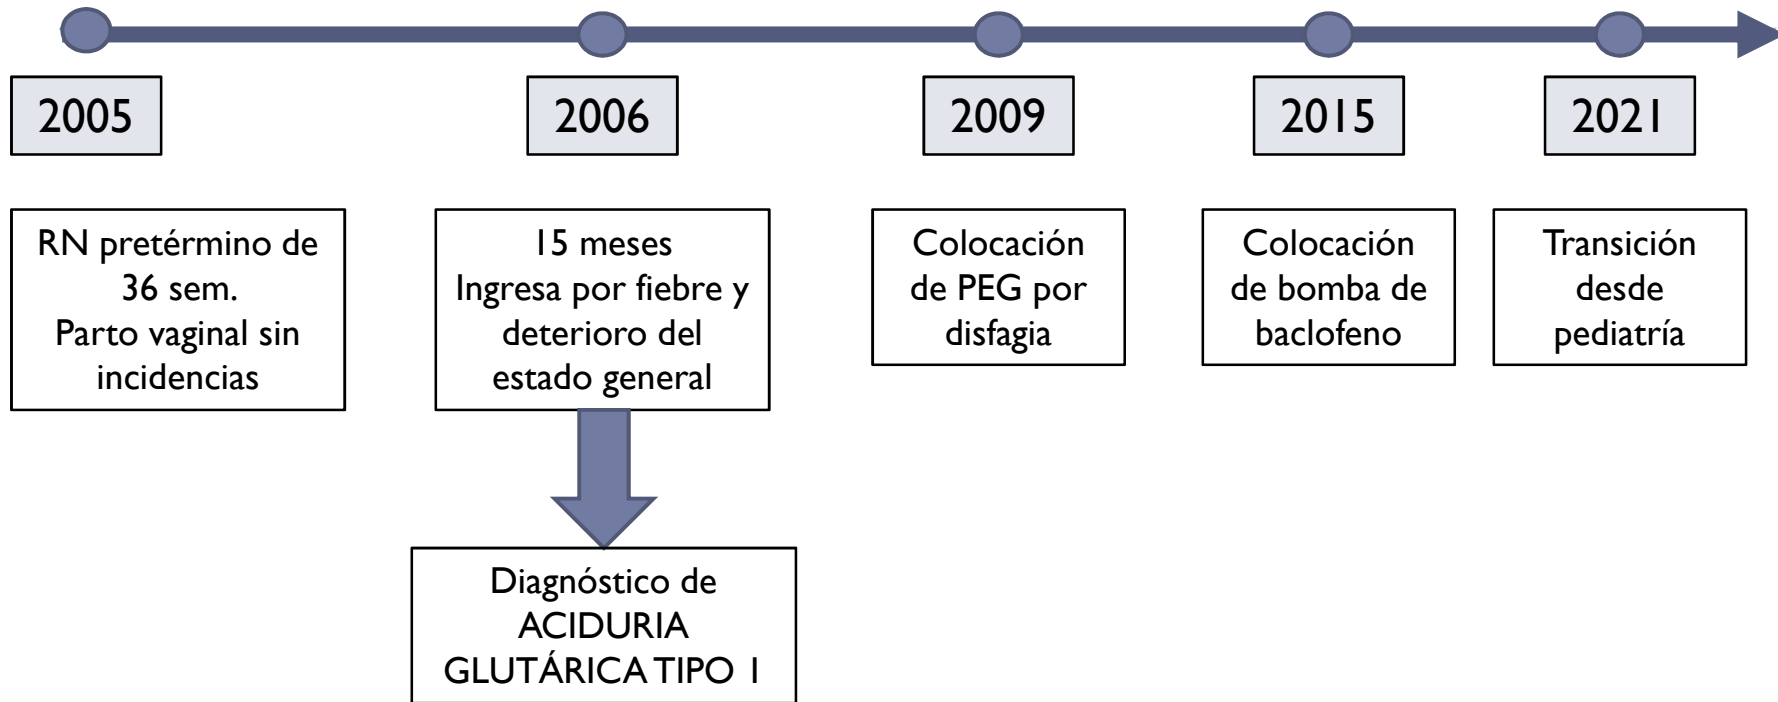 2005
2006
2009
2015
2021
RN pretérmino de
36 sem.
Parto vaginal sin
incidencias
15 meses
Ingresa por fiebre y
deterioro del
estado general
Colocación
de PEG por
disfagia
Colocación
de bomba de
baclofeno
Transición
desde
pediatría
Diagnóstico de
ACIDURIA
GLUTÁRICA TIPO 1